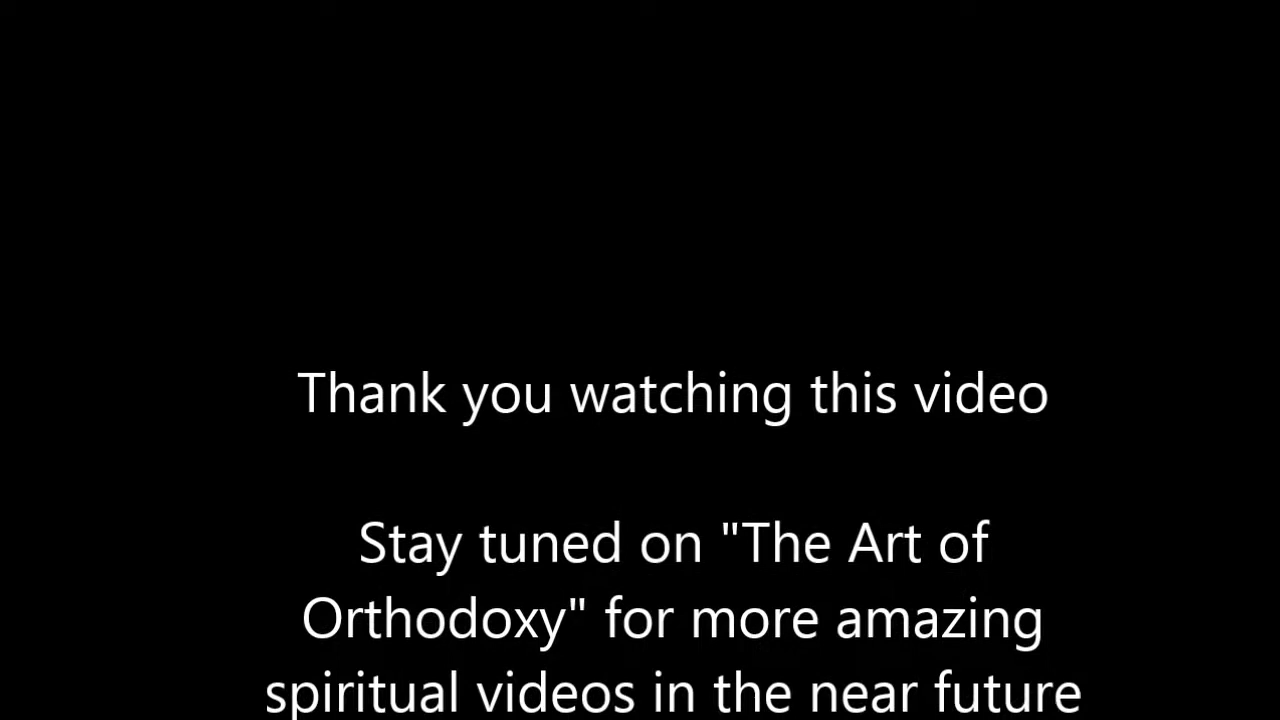 Thank you watching this video
Stay tuned on "The Art of
Orthodoxy" for more amazing
spiritual videos in the near future